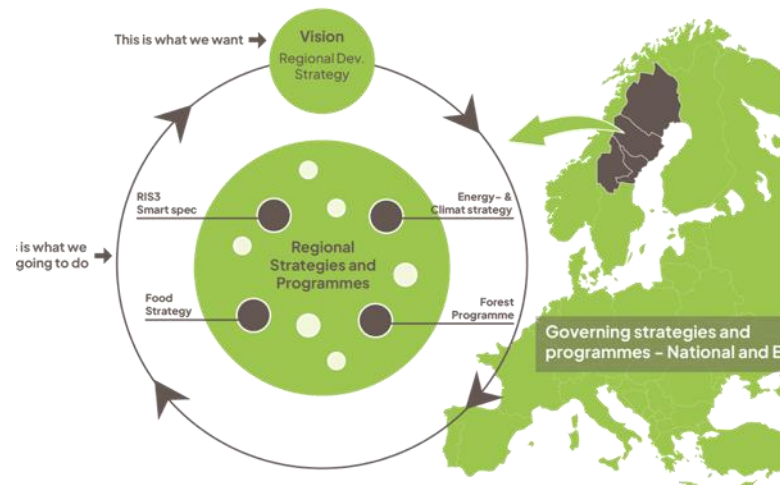 This is what we want
Vision
Regional Dev.
Strategy
RIS3
Smart spec
Energy- &
Climat strategy
is is what we
going to do
Regional
Strategies and
Programmes
Food
Strategy
Forest
Programme
Governing strategies and
programmes - National and E